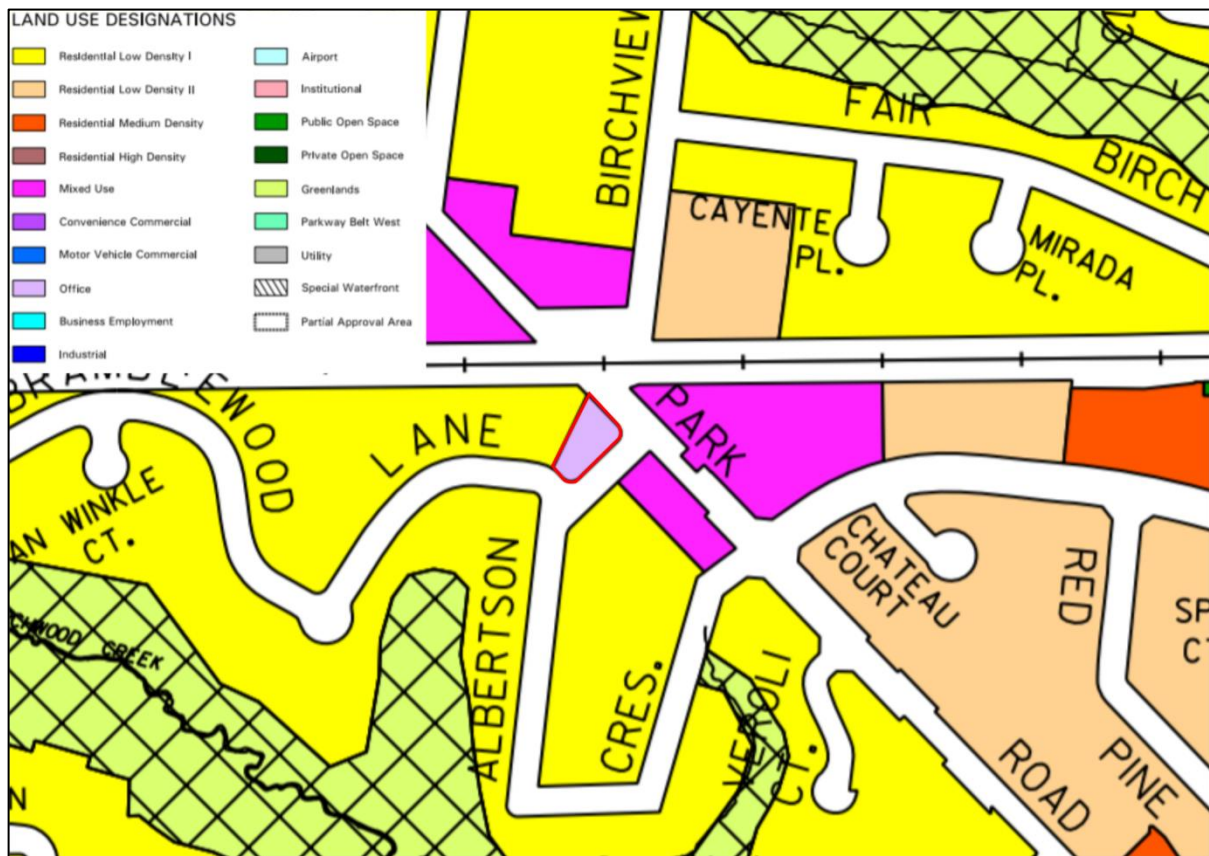 LAND USE DESIGNATIONS
Residential Low Density I
Residential Low Density II
Residential Medium Density
Residential High Density
Mixed Use
Convenience Commercial
Motor Vehicle Commercial
Office
Business Employment
Industrial
Airport
Institutional
Public Open Space
Private Open Space
Greenlands
Parkway Belt West
Utility
Special Waterfront
Partial Approval Area
BIRCHVIEW
FAIR
BIRCH
CAYENTE
PL.
MIRADA
PL.
LANE
PARK
AN WINKLE
CT.
CREEK
ALBERTSON
CRES.
CT.
CHATEAU
COURT
RED
PINE
ROAD